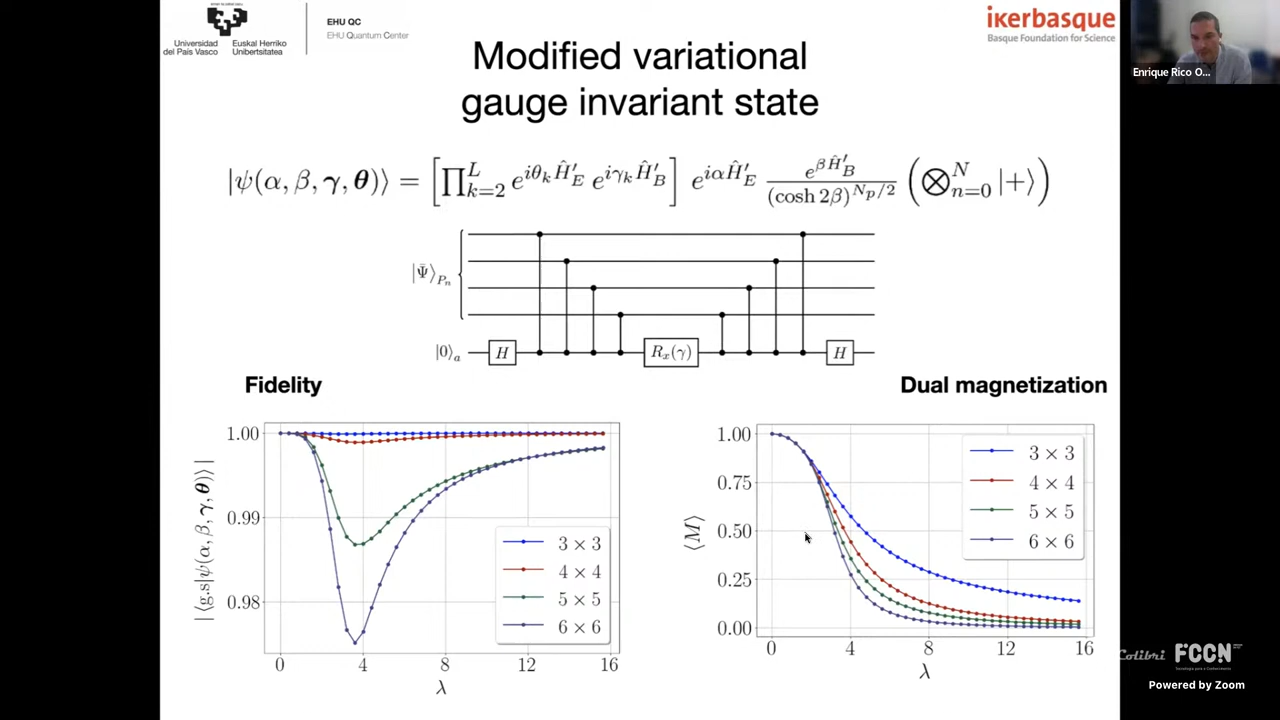 Universidad del País Vasco
Euskal Herriko Unibertsitatea
EHU QC
EHU Quantum Center
ikerbasque
Basque Foundation for Science
Enrique Rico O...
Modified variational
gauge invariant state
|ψ(α, β, γ, θ)⟩ = [∏_{k=2}^{L} e^{iθ_k Ĥ'_E} e^{iγ_k Ĥ'_B}] e^{iαĤ'_E} e^{βĤ'_B}/(cosh 2β)^{N_p/2} (⊗_{n=0}^{N} |+⟩)
|Ψ̄⟩_{P_n}
|0⟩_a H R_x(γ) H
Fidelity
Dual magnetization
|⟨g.s|ψ(α, β, γ, θ)⟩|
1.00
0.99
0.98
3 × 3
4 × 4
5 × 5
6 × 6
0 4 8 12 16
λ
⟨M⟩
1.00
0.75
0.50
0.25
0.00
3 × 3
4 × 4
5 × 5
6 × 6
0 4 8 12 16
λ
Colibri FCCN
Powered by Zoom